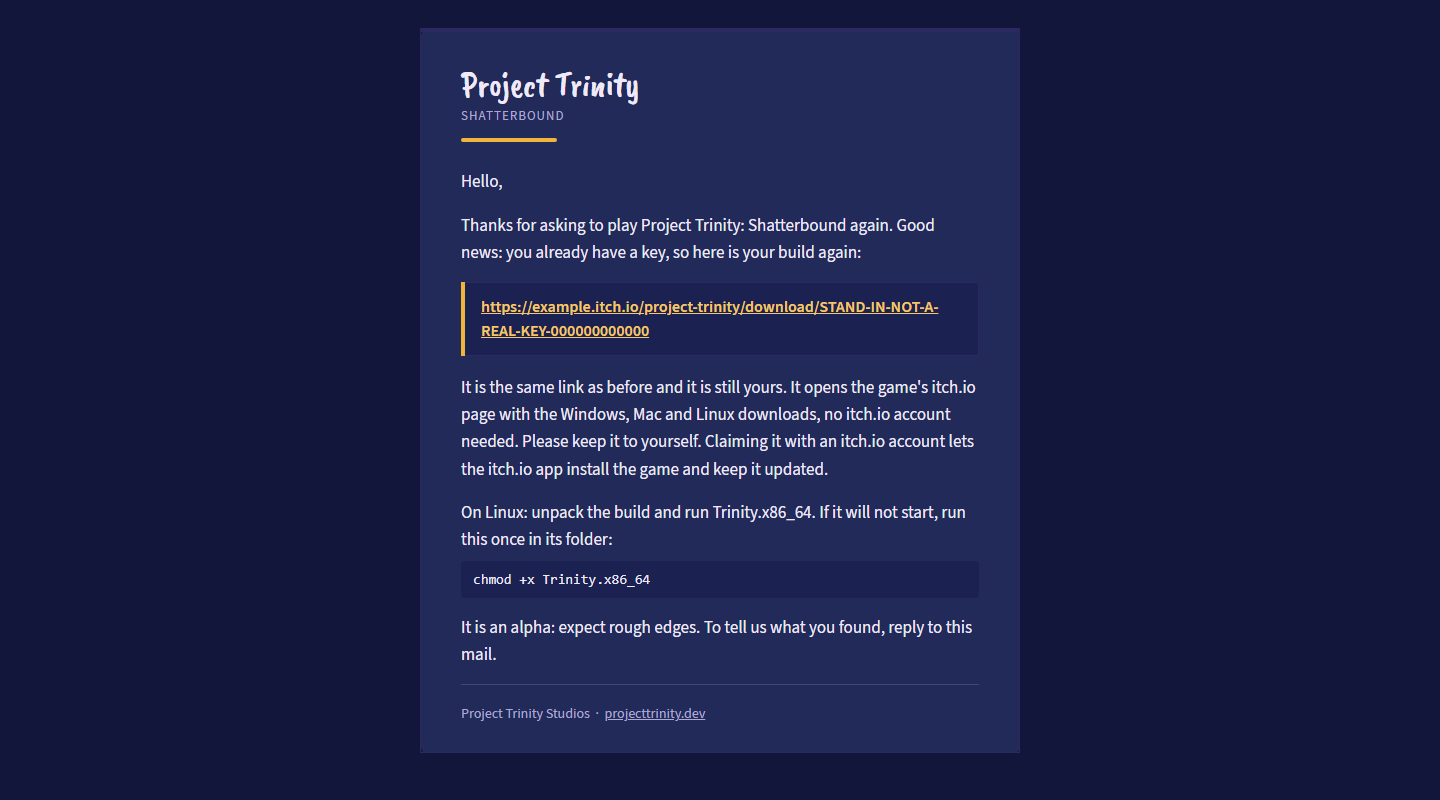 Project Trinity
SHATTERBOUND
Hello,
Thanks for asking to play Project Trinity: Shatterbound again. Good
news: you already have a key, so here is your build again:
https://example.itch.io/project-trinity/download/STAND-IN-NOT-A-
REAL-KEY-000000000000
It is the same link as before and it is still yours. It opens the game's itch.io
page with the Windows, Mac and Linux downloads, no itch.io account
needed. Please keep it to yourself. Claiming it with an itch.io account lets
the itch.io app install the game and keep it updated.
On Linux: unpack the build and run Trinity.x86_64. If it will not start, run
this once in its folder:
chmod +x Trinity.x86_64
It is an alpha: expect rough edges. To tell us what you found, reply to this
mail.
Project Trinity Studios · projecttrinity.dev